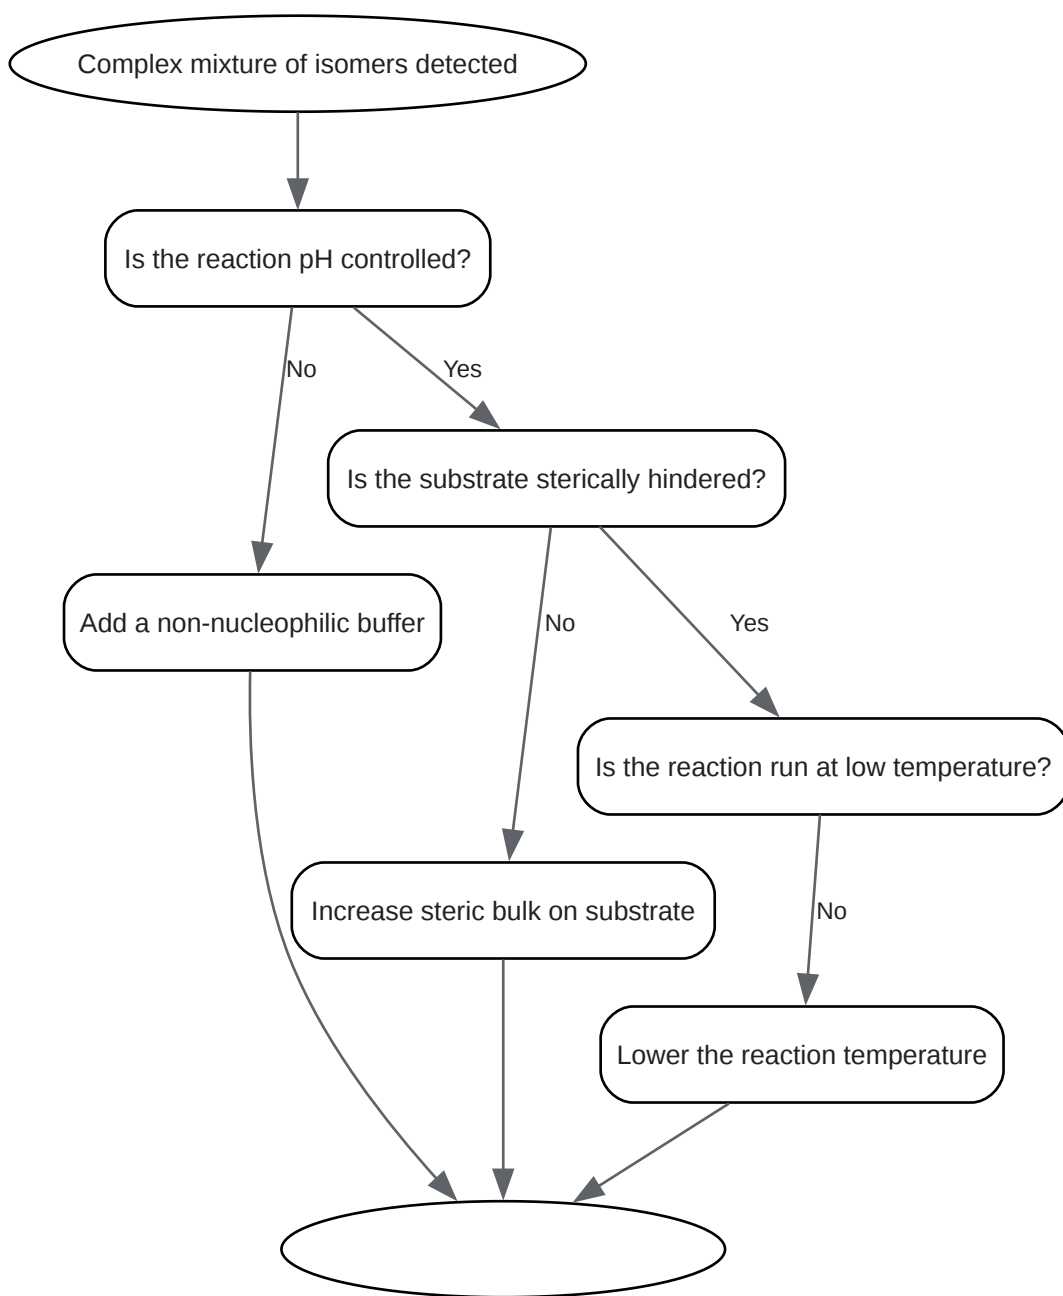 Complex mixture of isomers detected
Is the reaction pH controlled?
No
Yes
Is the substrate sterically hindered?
Add a non-nucleophilic buffer
No
Yes
Is the reaction run at low temperature?
Increase steric bulk on substrate
No
Lower the reaction temperature